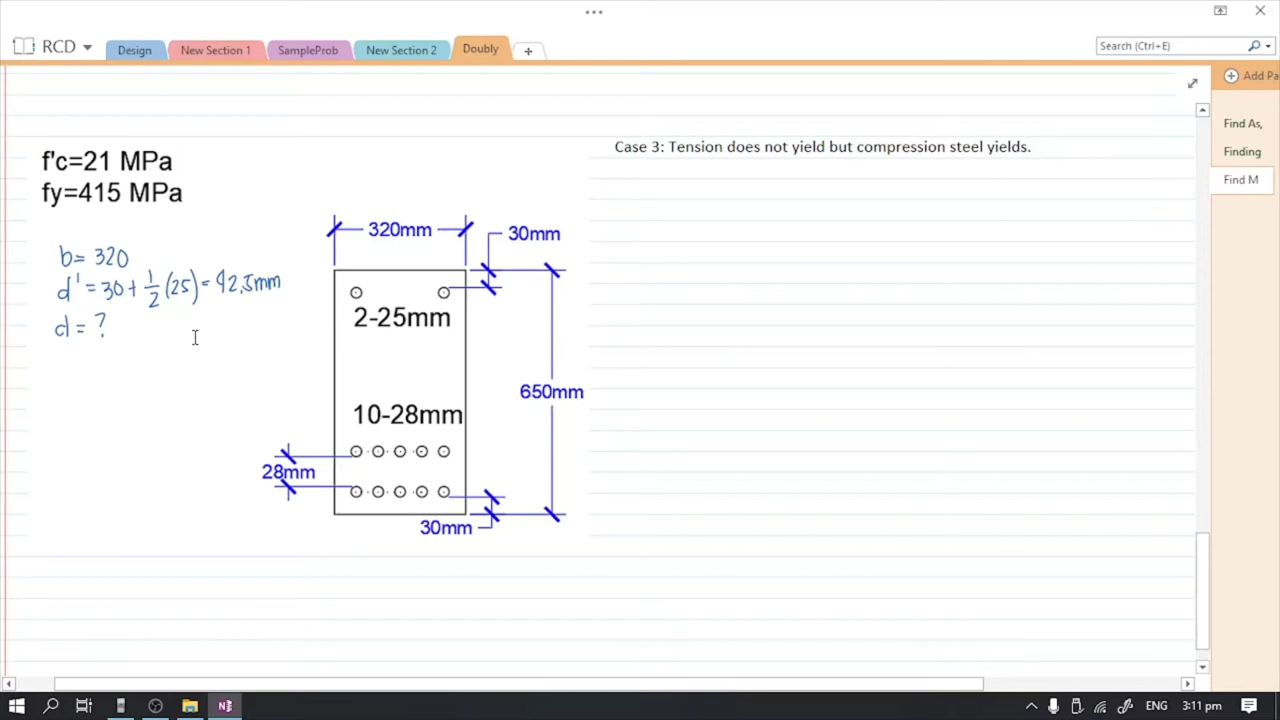 RCD
Design
New Section 1
SampleProb
New Section 2
Doubly
Search (Ctrl+E)
Add Pa
Find As,
Finding
Find M
Case 3: Tension does not yield but compression steel yields.
f'c=21 MPa
fy=415 MPa
b= 320
d' = 30 + 1/2 (25) = 42.5mm
d = ?
320mm
30mm
2-25mm
650mm
10-28mm
28mm
30mm
ENG
3:11 pm